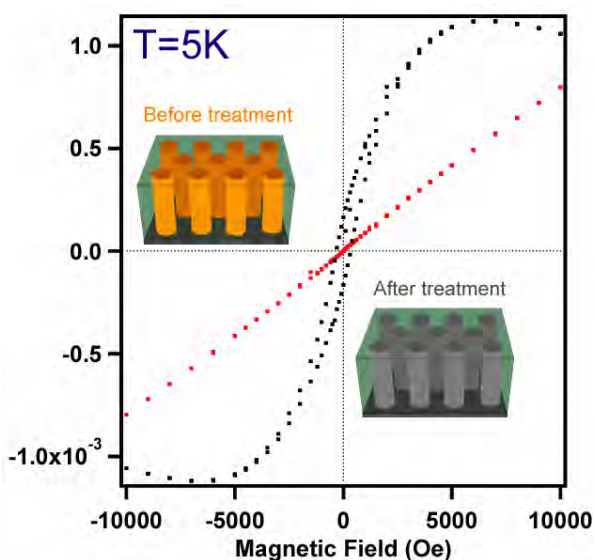 T=5K
1.0
Before treatment
0.5
0.0
After treatment
-0.5
-1.0x10-3
-10000 -5000 0 5000 10000
Magnetic Field (Oe)